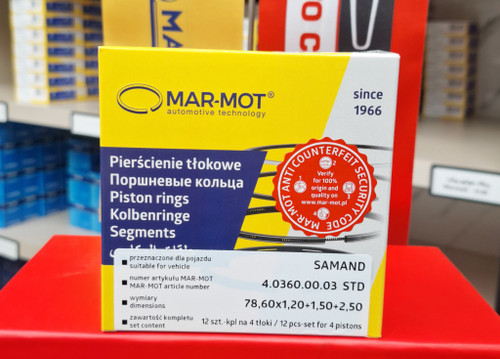 MAR-MOT®
automotive technology
since
1966
Pierścienie tłokowe
Поршневые кольца
Piston rings
Kolbenringe
Segments
MAR-MOT ANTI COUNTERFEIT SECURITY CODE
Verify
for 100%
origin and
quality on
www.mar-mot.pl
przeznaczone dla pojazdu
suitable for vehicle
SAMAND
numer artykułu MAR-MOT
MAR-MOT article number
4.0360.00.03 STD
wymiary
dimensions
78,60x1,20+1,50+2,50
zawartość kompletu
set content
12 szt.-kpl na 4 tłoki / 12 pcs-set for 4 pistons